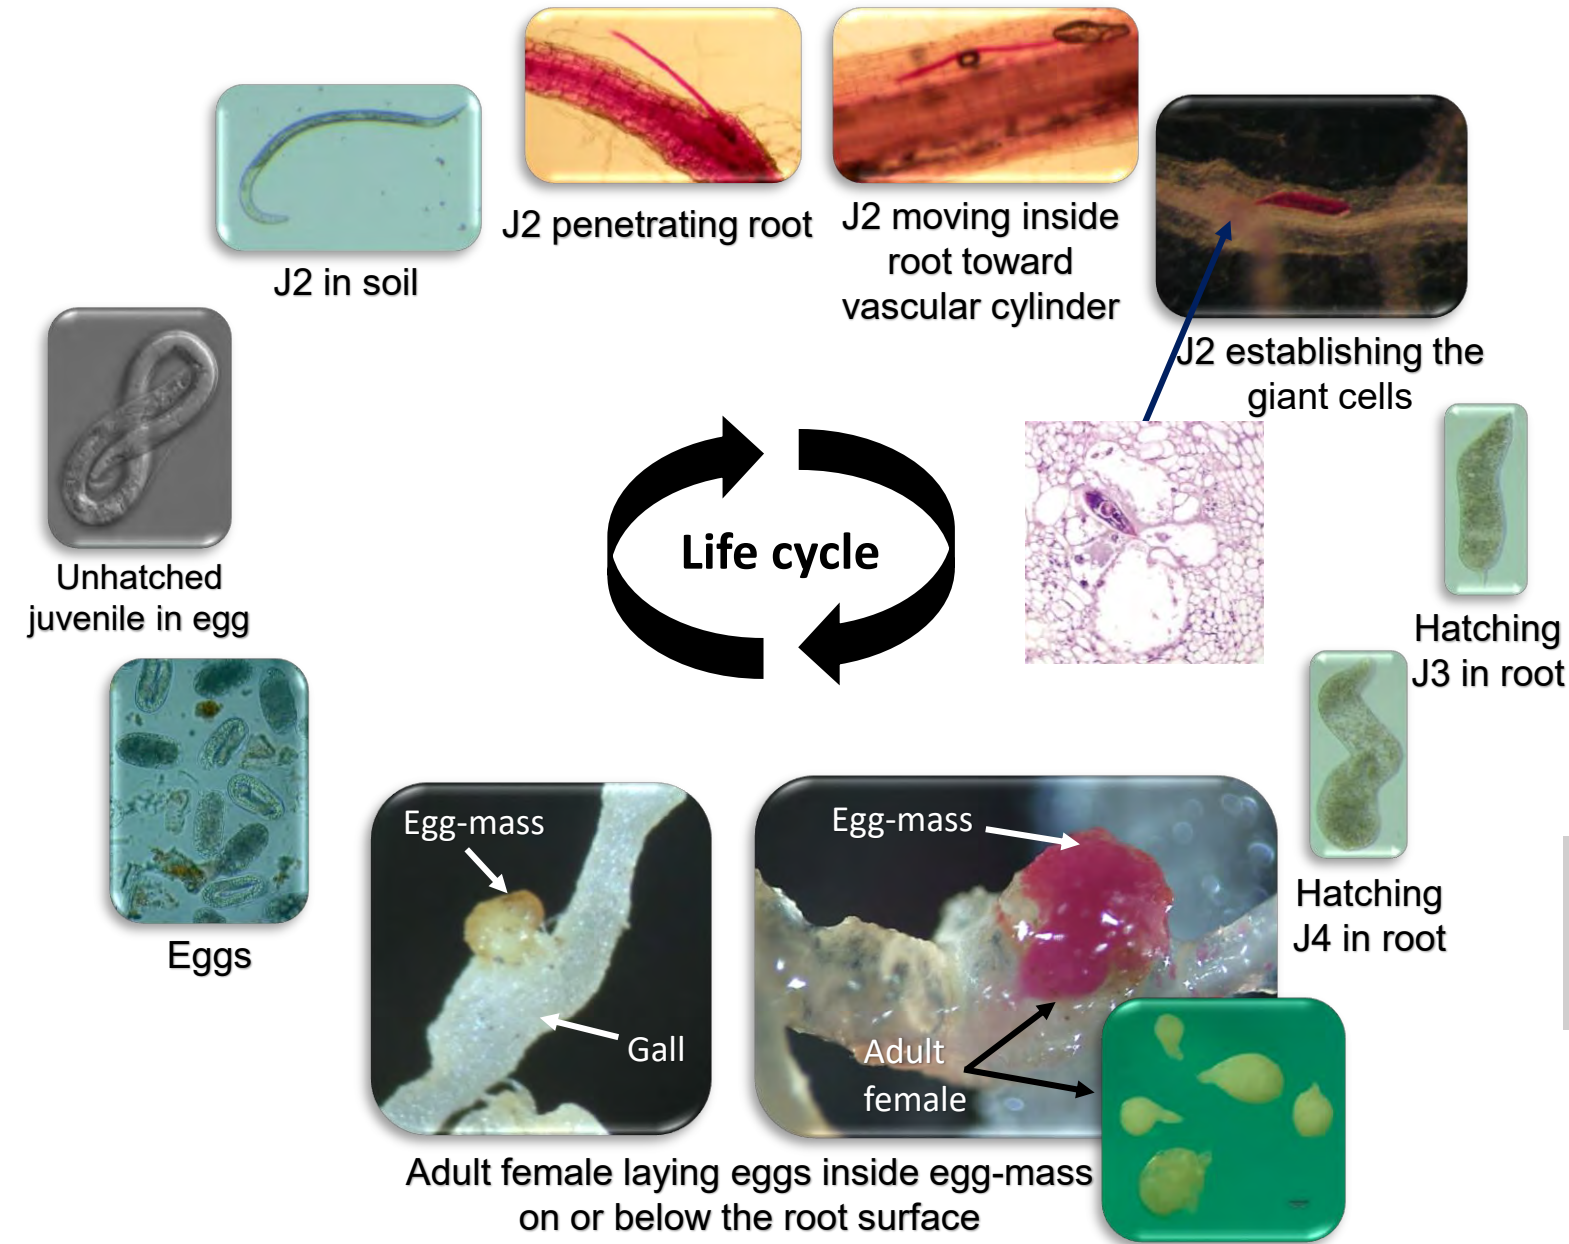 J2 in soil
J2 penetrating root
J2 moving inside
root toward
vascular cylinder
J2 establishing the
giant cells
Hatching
J3 in root
Hatching
J4 in root
Life cycle
Unhatched
juvenile in egg
Eggs
Egg-mass
Gall
Egg-mass
Adult
female
Adult female laying eggs inside egg-mass
on or below the root surface